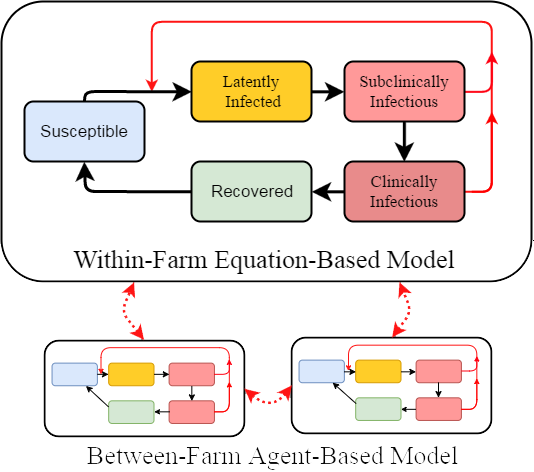 Latently
Infected
Subclinically
Infectious
Susceptible
Recovered
Clinically
Infectious
Within-Farm Equation-Based Model
Between-Farm Agent-Based Model